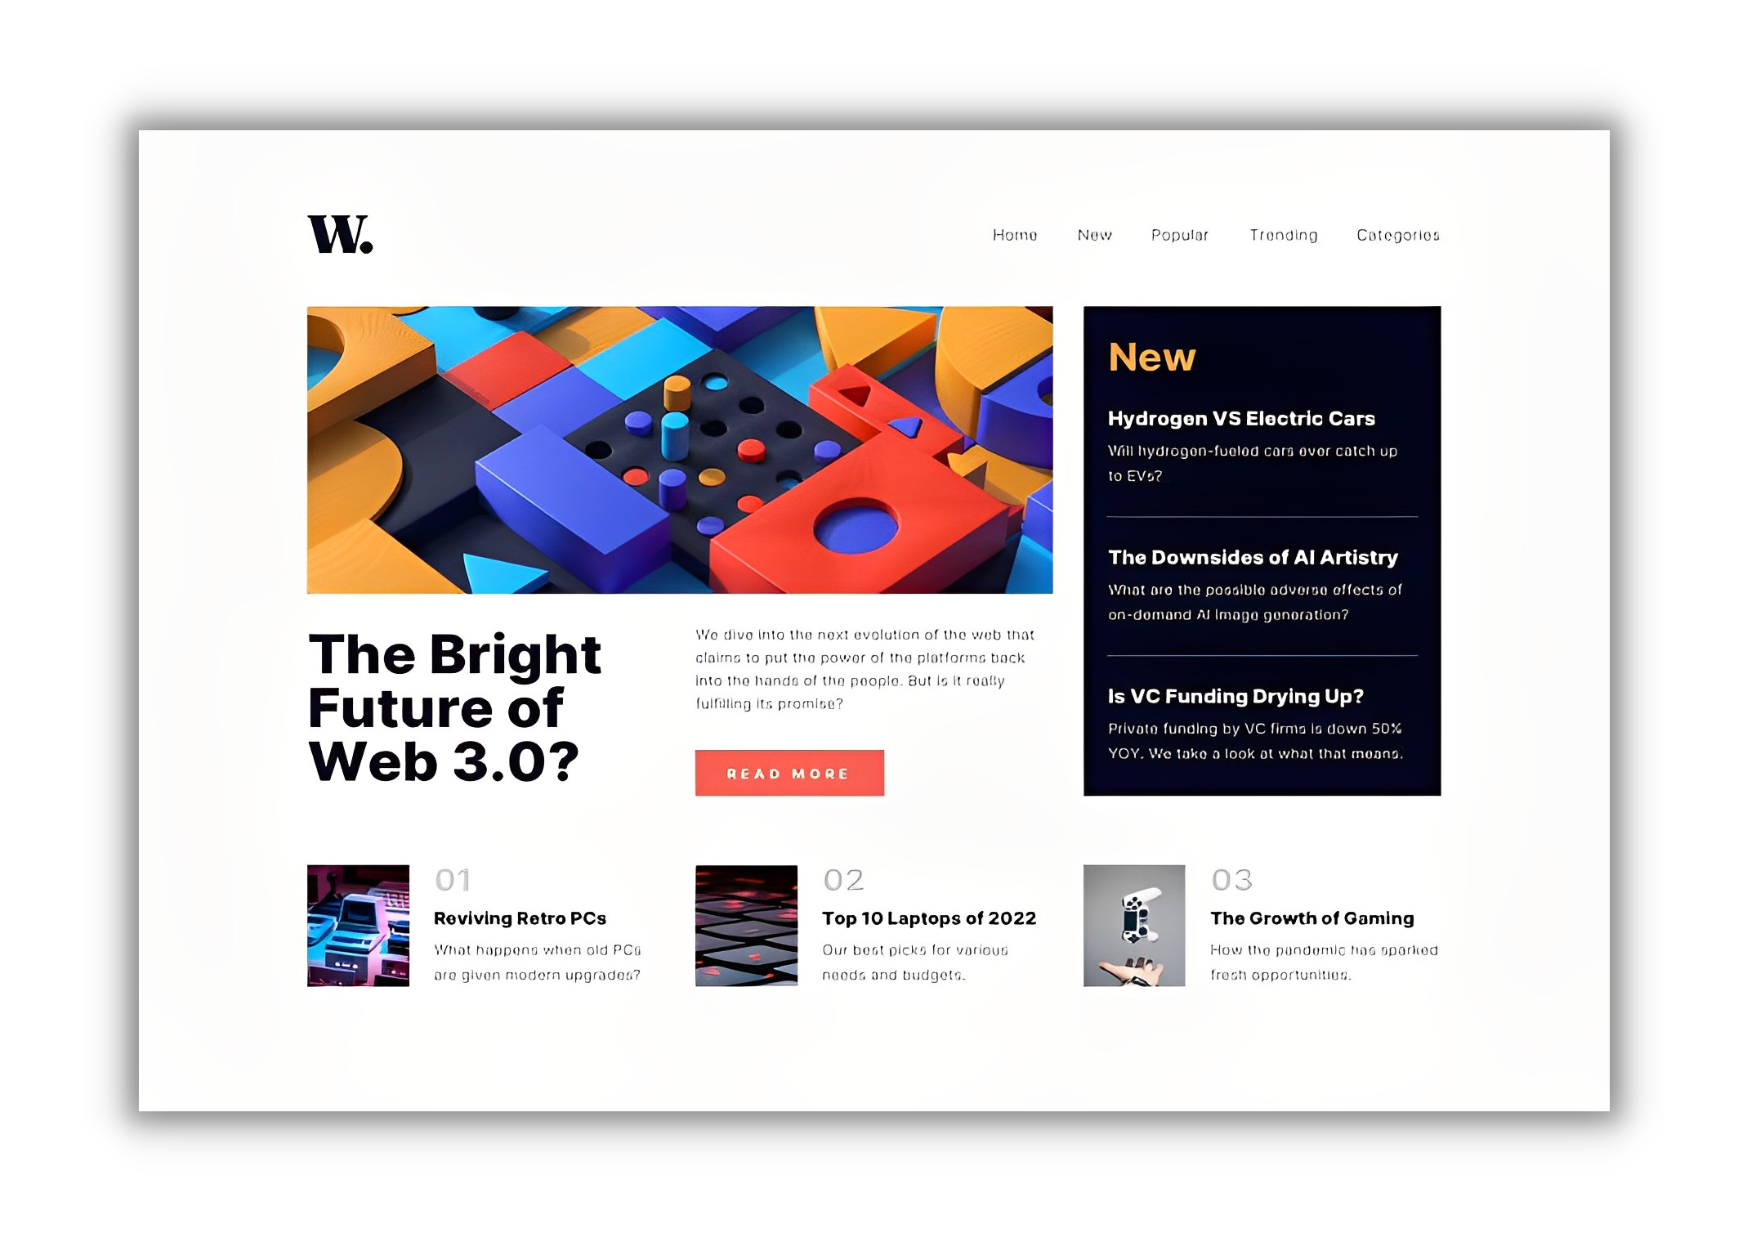 W.
Home New Popular Trending Categories
New
Hydrogen VS Electric Cars
Will hydrogen-fueled cars ever catch up
to EVs?
The Downsides of AI Artistry
What are the possible adverse effects of
on-demand AI image generation?
Is VC Funding Drying Up?
Private funding by VC firms is down 50%
YOY. We take a look at what that means.
The Bright
Future of
Web 3.0?
We dive into the next evolution of the web that
claims to put the power of the platforms back
into the hands of the people. But is it really
fulfilling its promise?
READ MORE
01
Reviving Retro PCs
What happens when old PCs
are given modern upgrades?
02
Top 10 Laptops of 2022
Our best picks for various
needs and budgets.
03
The Growth of Gaming
How the pandemic has sparked
fresh opportunities.